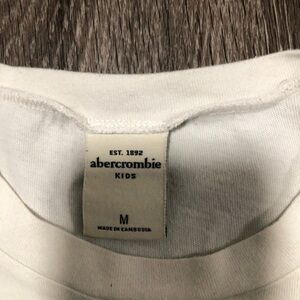 EST. 1892
abercrombie
KIDS
M
MADE IN CAMBODIA